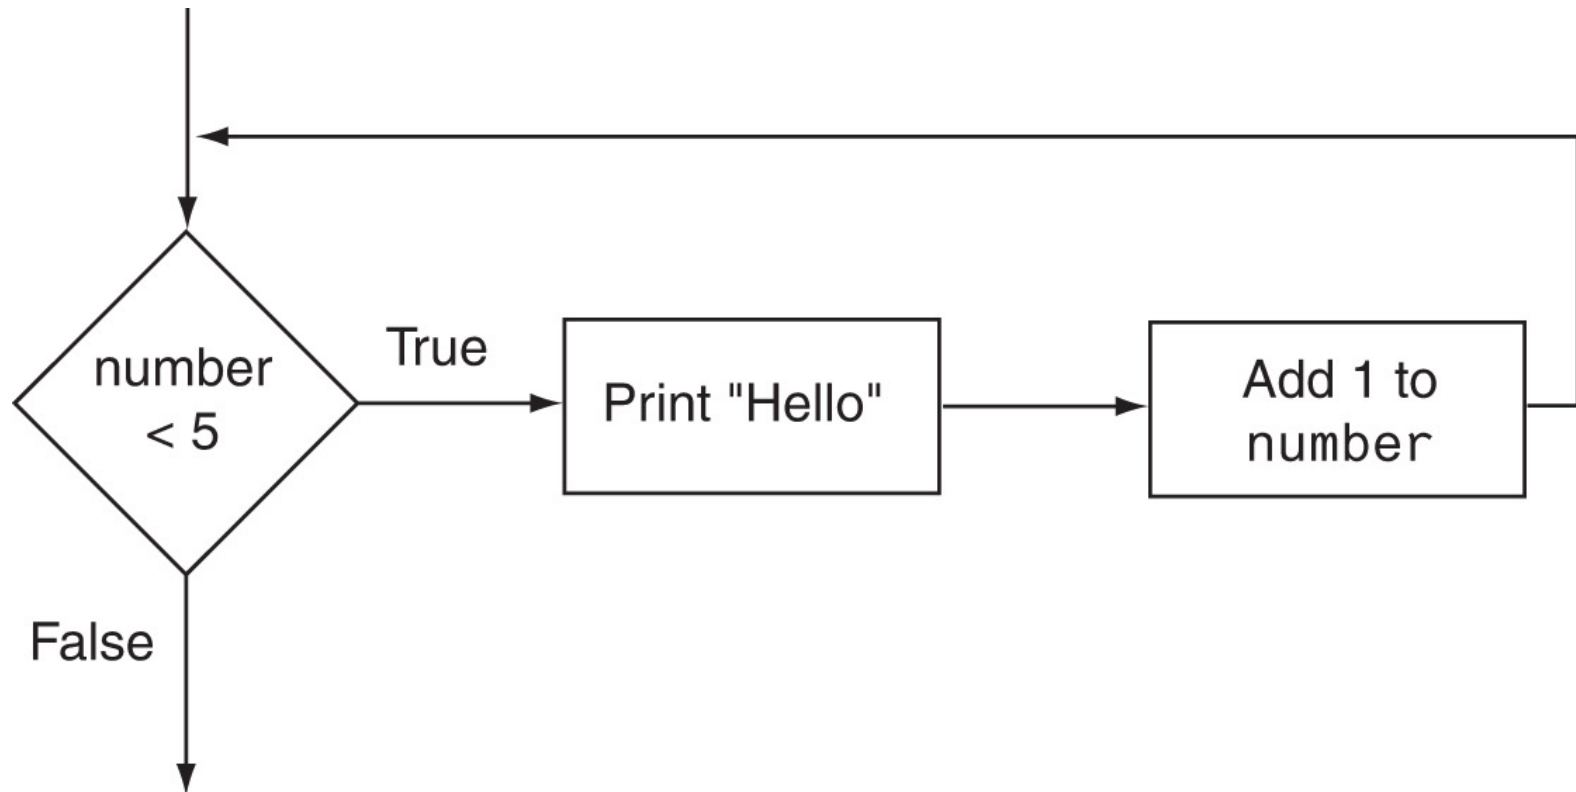 number
< 5
True
Print "Hello"
Add 1 to
number
False